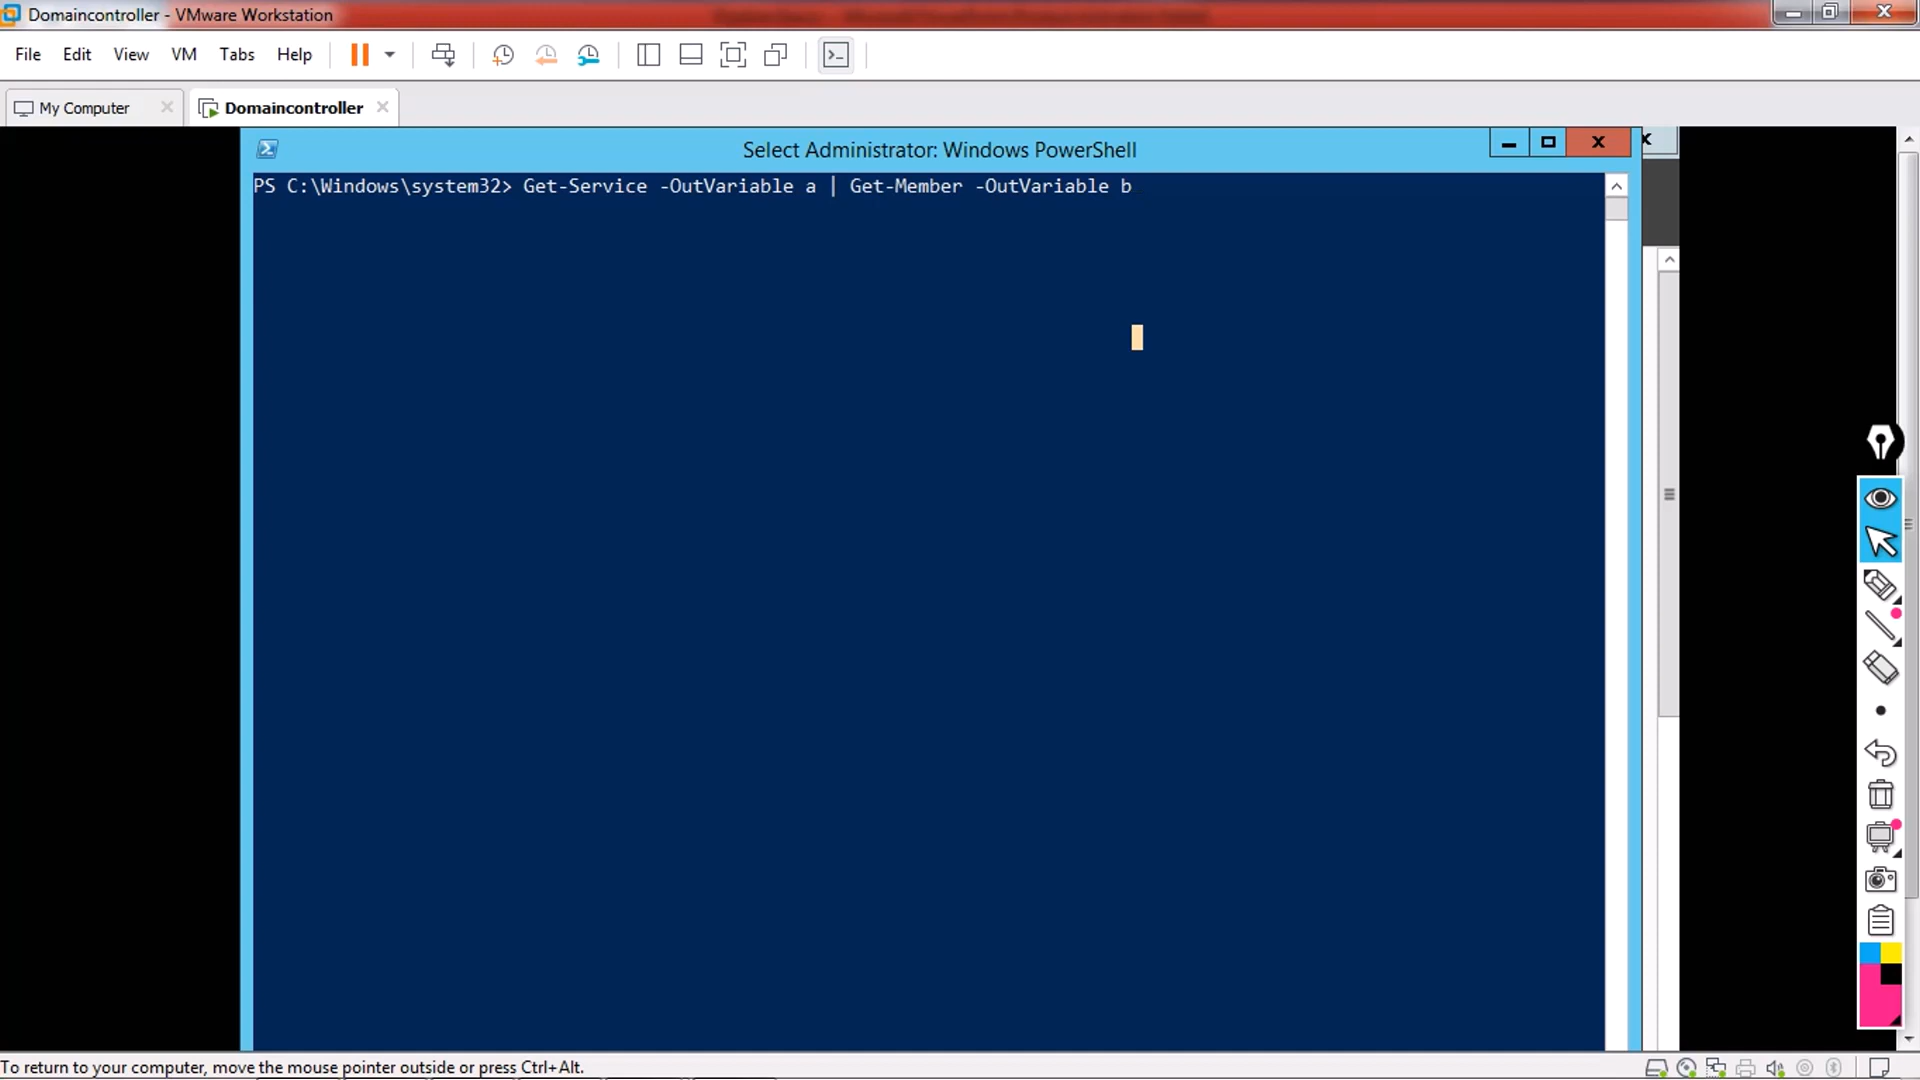 Domaincontroller - VMware Workstation
File Edit View VM Tabs Help
My Computer
Domaincontroller
Select Administrator: Windows PowerShell
PS C:\Windows\system32> Get-Service -OutVariable a | Get-Member -OutVariable b
To return to your computer, move the mouse pointer outside or press Ctrl+Alt.